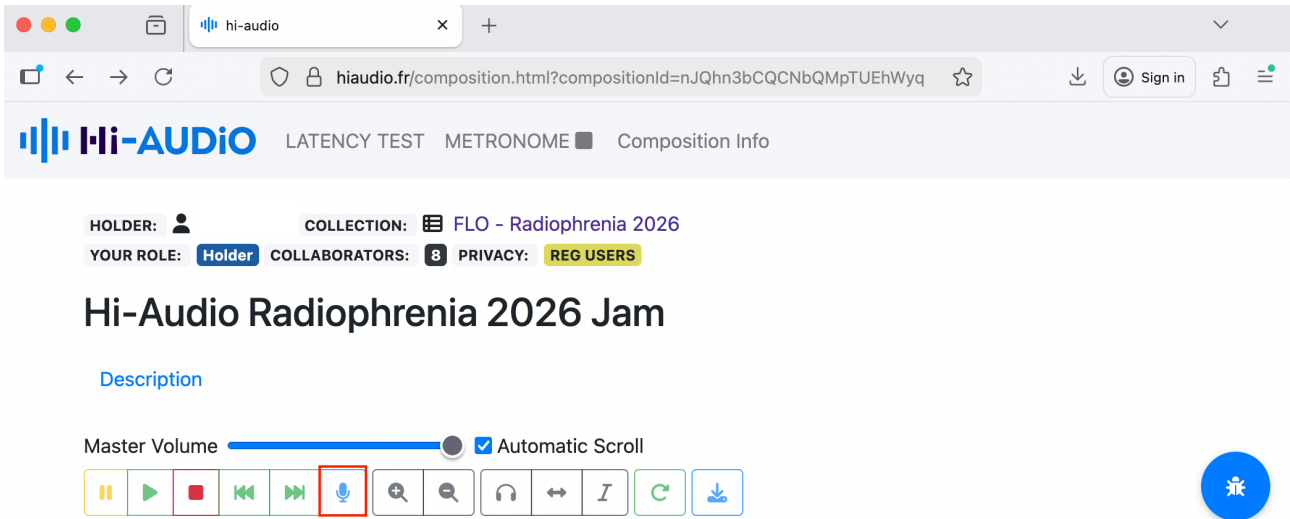 hi-audio
hiaudio.fr/composition.html?compositionId=nJQhn3bCQCNbQMpTUEhWyq
Sign in
Hi-AUDiO LATENCY TEST METRONOME Composition Info
HOLDER: COLLECTION: FLO - Radiophrenia 2026
YOUR ROLE: Holder COLLABORATORS: 8 PRIVACY: REG USERS
Hi-Audio Radiophrenia 2026 Jam
Description
Master Volume Automatic Scroll